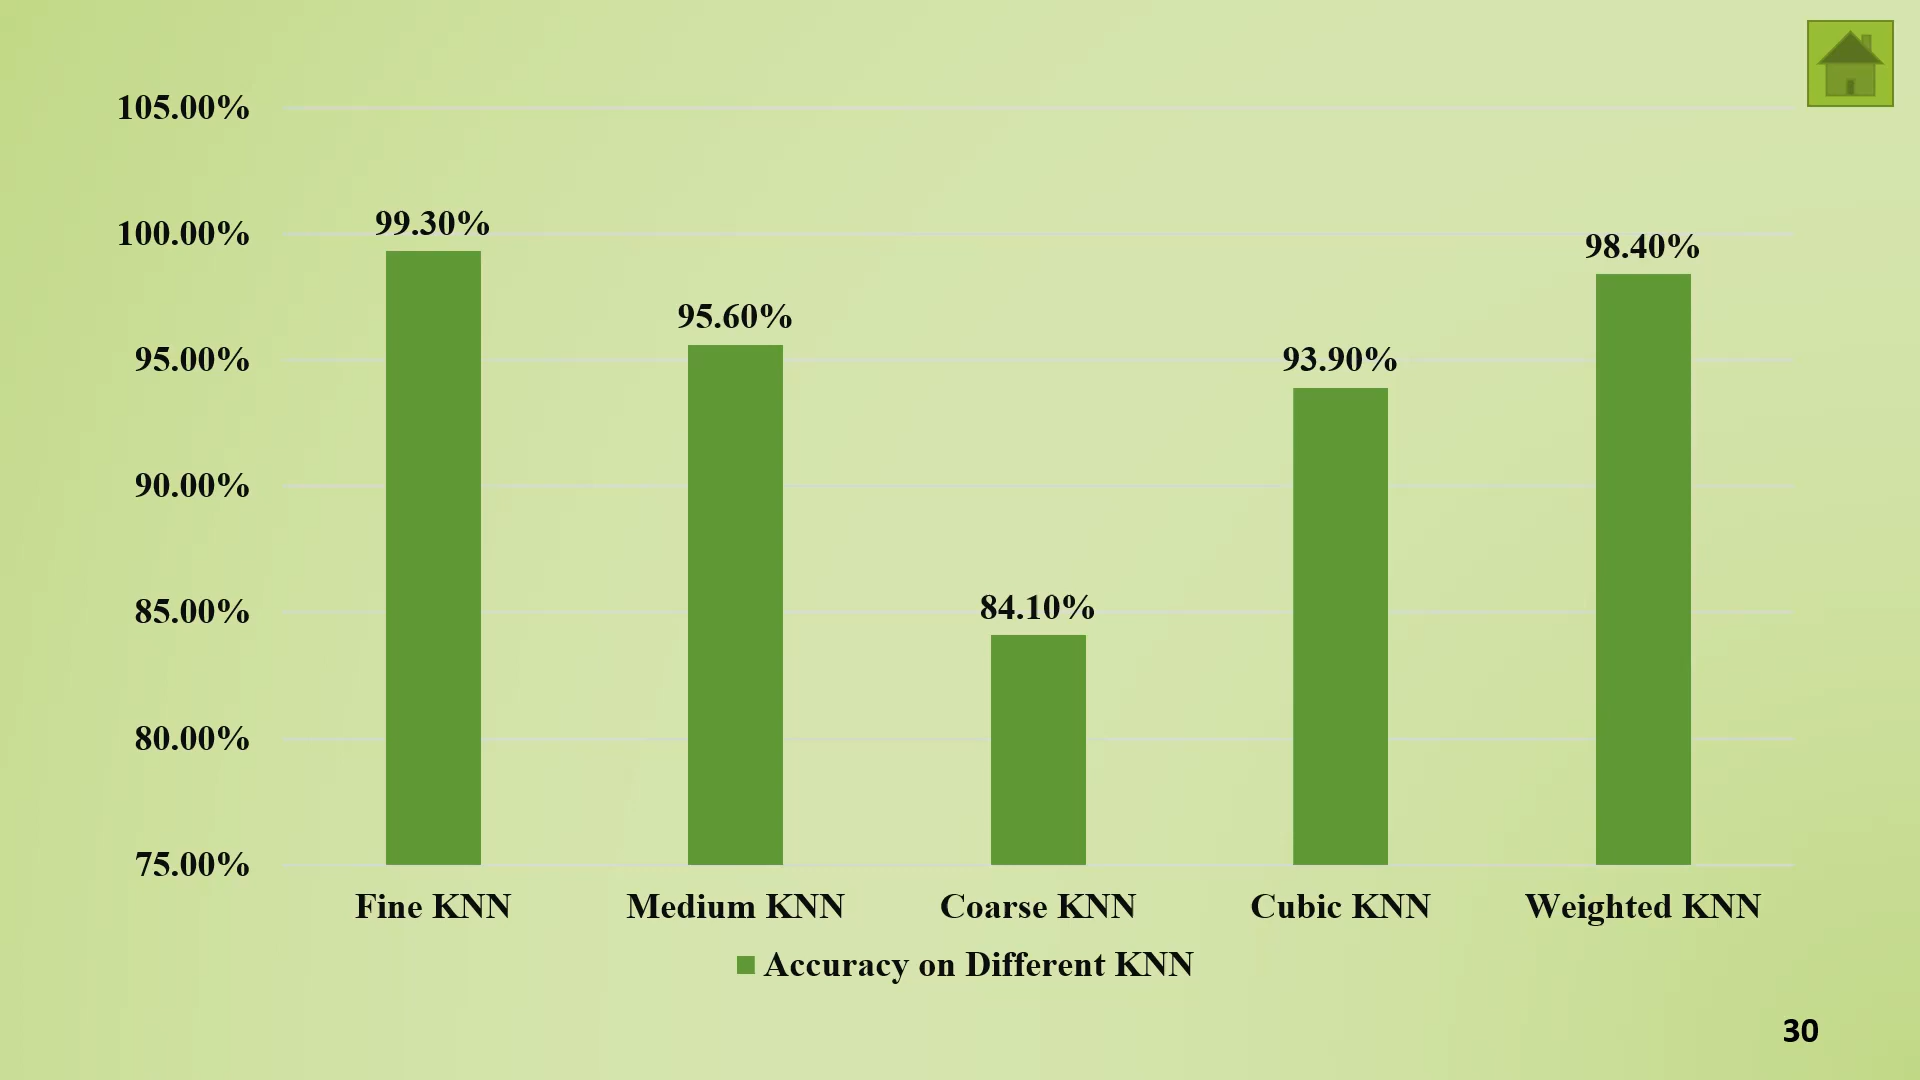 105.00%
100.00%
95.00%
90.00%
85.00%
80.00%
75.00%
99.30%
95.60%
84.10%
93.90%
98.40%
Fine KNN
Medium KNN
Coarse KNN
Cubic KNN
Weighted KNN
Accuracy on Different KNN
30